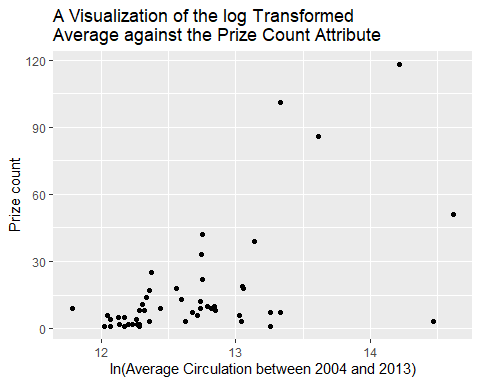 A Visualization of the log Transformed
Average against the Prize Count Attribute
120
90
60
30
0
Prize count
12
13
14
ln(Average Circulation between 2004 and 2013)